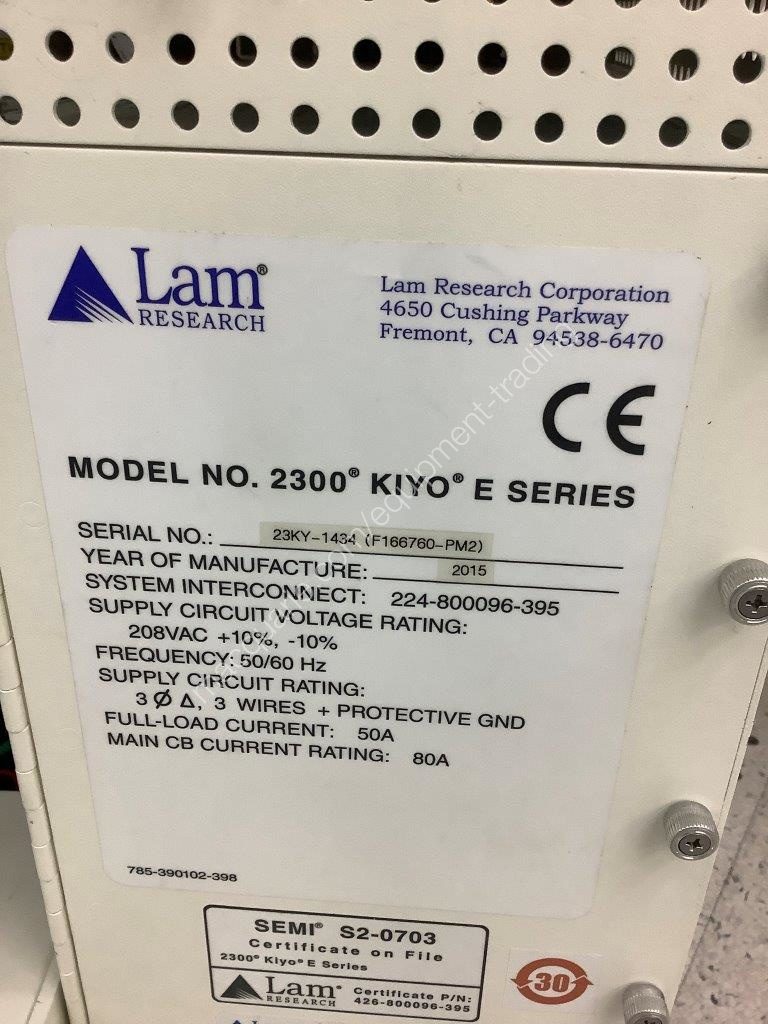 Lam®
RESEARCH
Lam Research Corporation
4650 Cushing Parkway
Fremont, CA 94538-6470
CE
MODEL NO. 2300® KIYO® E SERIES
SERIAL NO.: 23KY-1434 (F166760-PM2)
YEAR OF MANUFACTURE: 2015
SYSTEM INTERCONNECT: 224-800096-395
SUPPLY CIRCUIT VOLTAGE RATING:
208VAC +10%, -10%
FREQUENCY: 50/60 Hz
SUPPLY CIRCUIT RATING:
3 Ø Δ, 3 WIRES + PROTECTIVE GND
FULL-LOAD CURRENT: 50A
MAIN CB CURRENT RATING: 80A
785-390102-398
SEMI® S2-0703
Certificate on File
2300® Kiyo® E Series
Lam®
RESEARCH
Certificate P/N:
426-800096-395
30